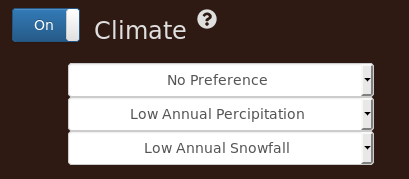 On
Climate ?
No Preference
Low Annual Percipitation
Low Annual Snowfall